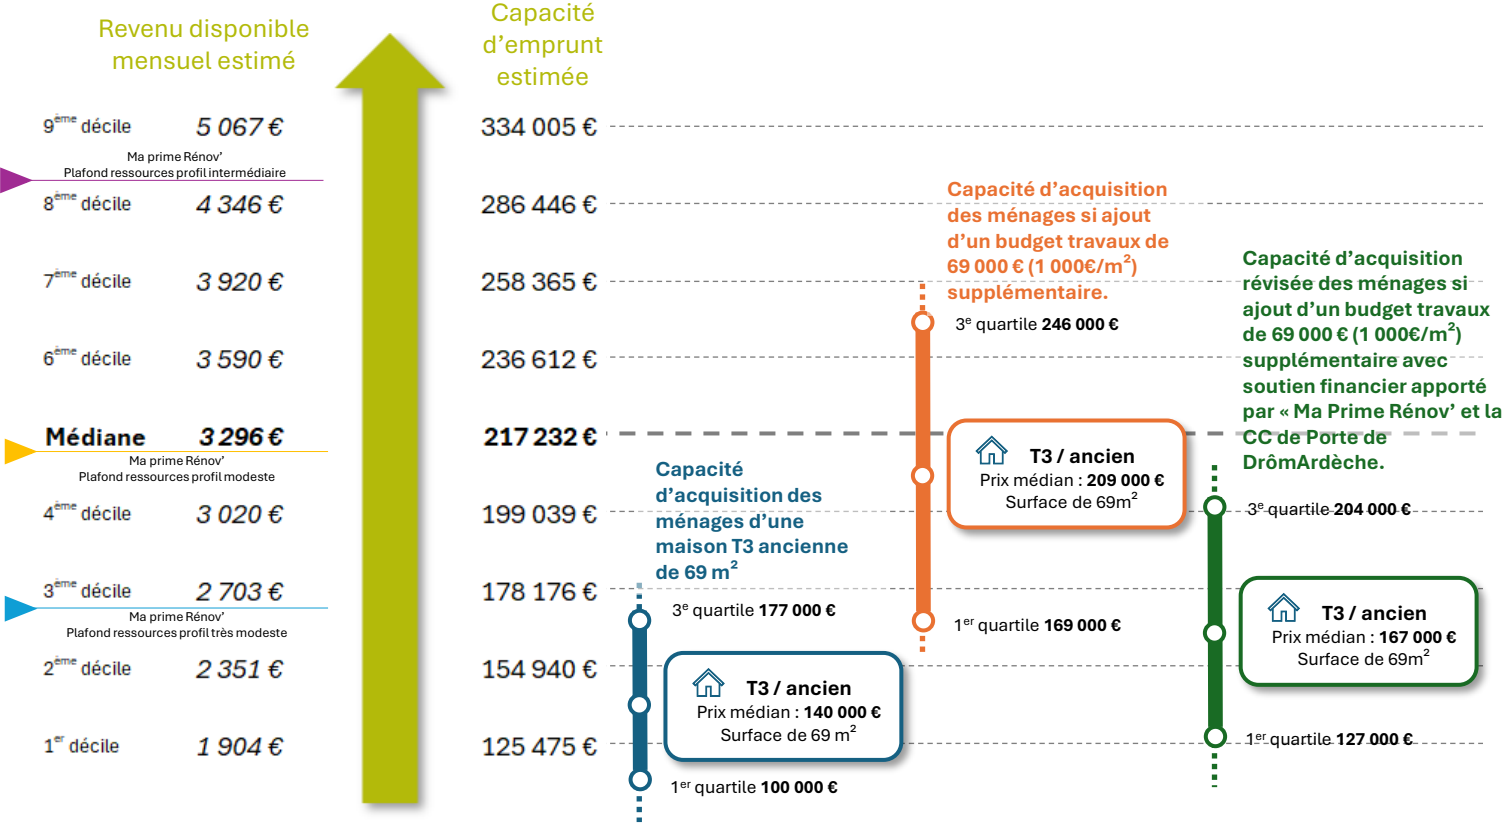 Revenu disponible
mensuel estimé
Capacité
d’emprunt
estimée
9ème décile 5 067 € 334 005 €
Ma prime Rénov’
Plafond ressources profil intermédiaire
8ème décile 4 346 € 286 446 €
7ème décile 3 920 € 258 365 €
6ème décile 3 590 € 236 612 €
Médiane 3 296 € 217 232 €
Ma prime Rénov’
Plafond ressources profil modeste
4ème décile 3 020 € 199 039 €
3ème décile 2 703 € 178 176 €
Ma prime Rénov’
Plafond ressources profil très modeste
2ème décile 2 351 € 154 940 €
1er décile 1 904 € 125 475 €
Capacité
d’acquisition des
ménages d’une
maison T3 ancienne
de 69 m²
3e quartile 177 000 €
T3 / ancien
Prix médian : 140 000 €
Surface de 69 m²
1er quartile 100 000 €
Capacité d’acquisition
des ménages si ajout
d’un budget travaux de
69 000 € (1 000€/m²)
supplémentaire.
3e quartile 246 000 €
T3 / ancien
Prix médian : 209 000 €
Surface de 69m²
1er quartile 169 000 €
Capacité d’acquisition
révisée des ménages si
ajout d’un budget travaux
de 69 000 € (1 000€/m²)
supplémentaire avec
soutien financier apporté
par « Ma Prime Rénov’ et la
CC de Porte de
DrômArdèche.
3e quartile 204 000 €
T3 / ancien
Prix médian : 167 000 €
Surface de 69m²
1er quartile 127 000 €